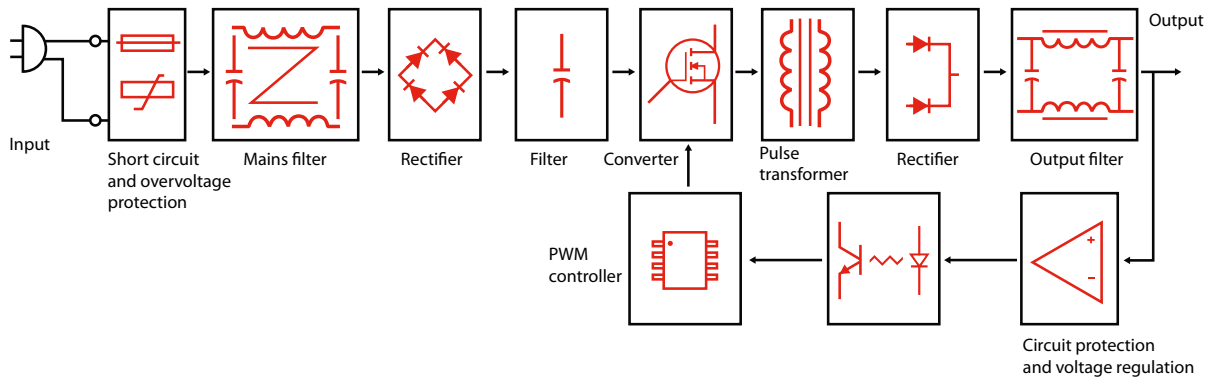 Output
Input
Short circuit
and overvoltage
protection
Mains filter
Rectifier
Filter
Converter
Pulse
transformer
Rectifier
Output filter
PWM
controller
+
−
Circuit protection
and voltage regulation